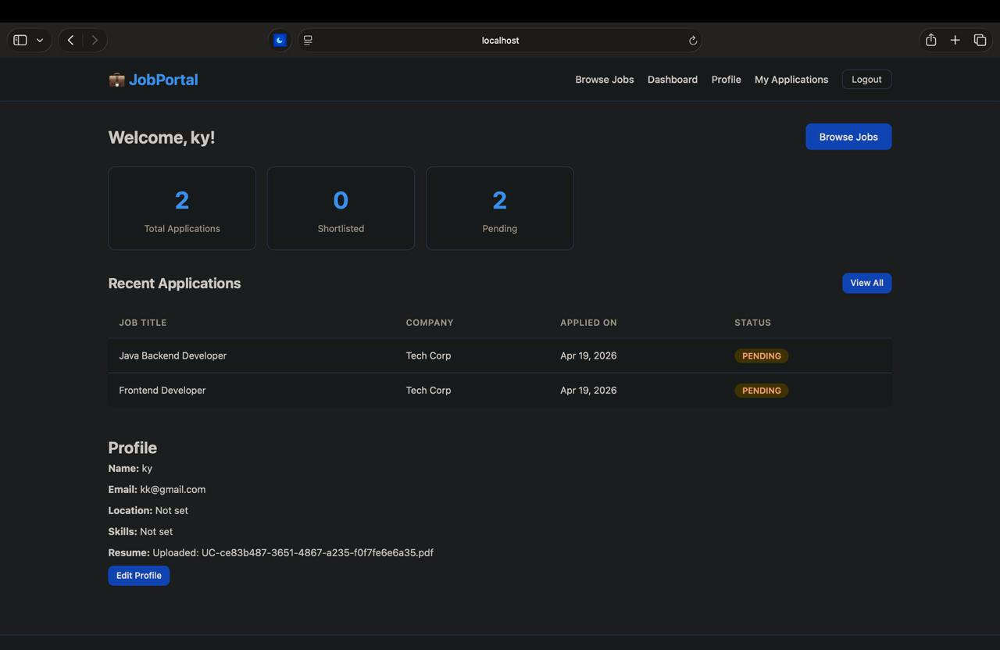 localhost
JobPortal
Browse Jobs Dashboard Profile My Applications Logout
Welcome, ky!
Browse Jobs
2 0 2
Total Applications Shortlisted Pending
Recent Applications
View All
JOB TITLE COMPANY APPLIED ON STATUS
Java Backend Developer Tech Corp Apr 19, 2026 PENDING
Frontend Developer Tech Corp Apr 19, 2026 PENDING
Profile
Name: ky
Email: kk@gmail.com
Location: Not set
Skills: Not set
Resume: Uploaded: UC-ce83b487-3651-4867-a235-f0f7fe6e6a35.pdf
Edit Profile